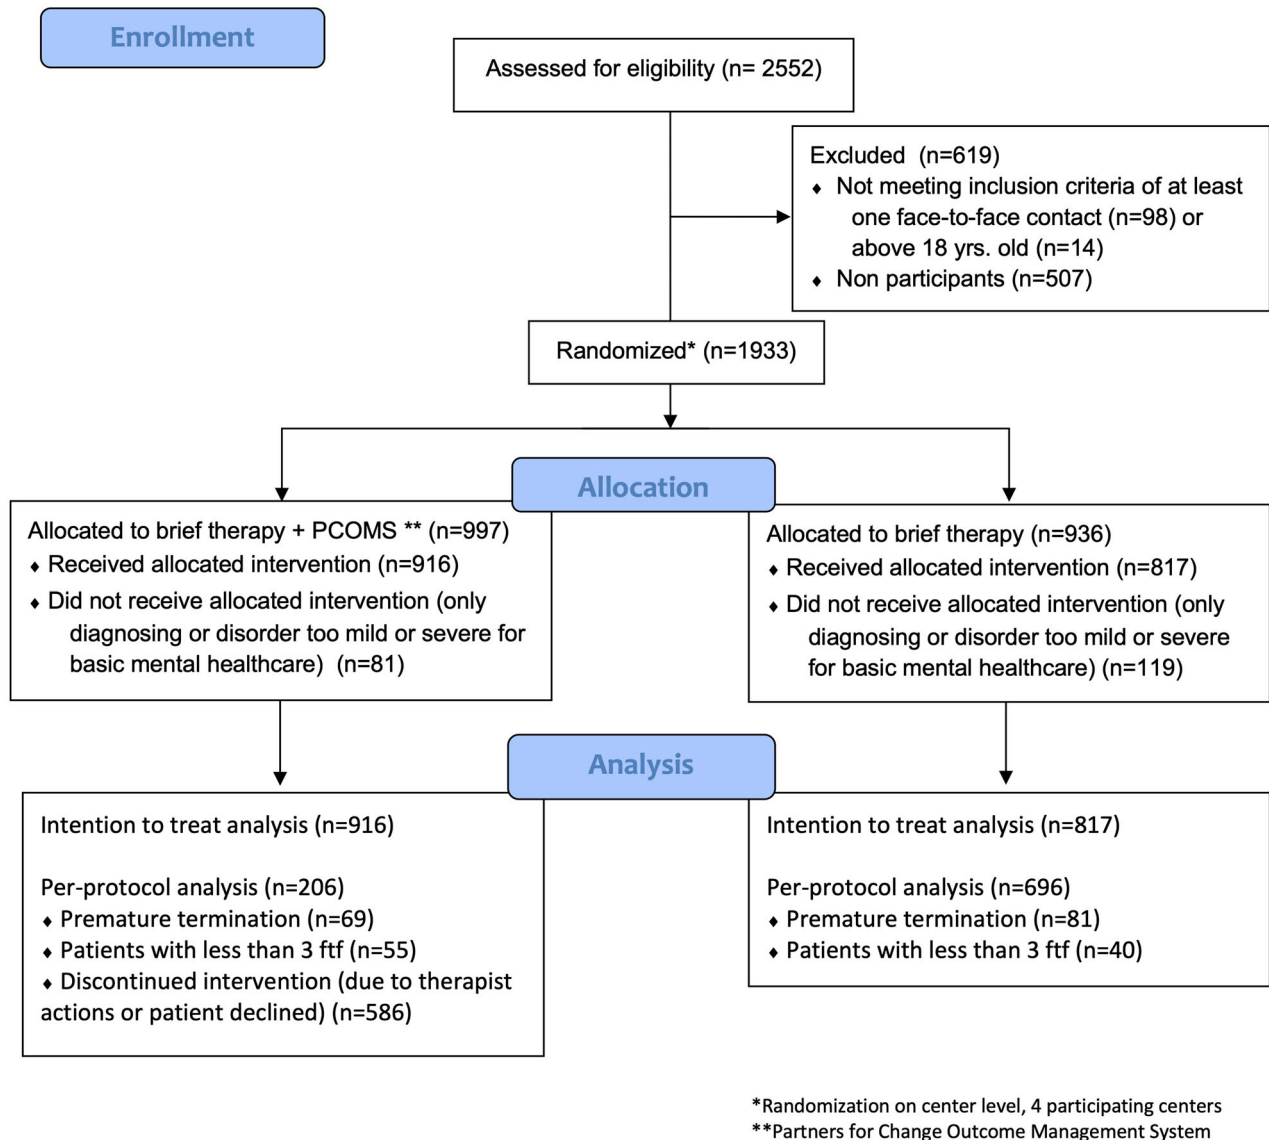 Enrollment
Assessed for eligibility (n= 2552)
Excluded (n=619)
♦ Not meeting inclusion criteria of at least
one face-to-face contact (n=98) or
above 18 yrs. old (n=14)
♦ Non participants (n=507)
Randomized* (n=1933)
Allocation
Allocated to brief therapy + PCOMS ** (n=997)
♦ Received allocated intervention (n=916)
♦ Did not receive allocated intervention (only
diagnosing or disorder too mild or severe for
basic mental healthcare) (n=81)
Allocated to brief therapy (n=936)
♦ Received allocated intervention (n=817)
♦ Did not receive allocated intervention (only
diagnosing or disorder too mild or severe
for basic mental healthcare) (n=119)
Analysis
Intention to treat analysis (n=916)
Per-protocol analysis (n=206)
♦ Premature termination (n=69)
♦ Patients with less than 3 ftf (n=55)
♦ Discontinued intervention (due to therapist
actions or patient declined) (n=586)
Intention to treat analysis (n=817)
Per-protocol analysis (n=696)
♦ Premature termination (n=81)
♦ Patients with less than 3 ftf (n=40)
*Randomization on center level, 4 participating centers
**Partners for Change Outcome Management System